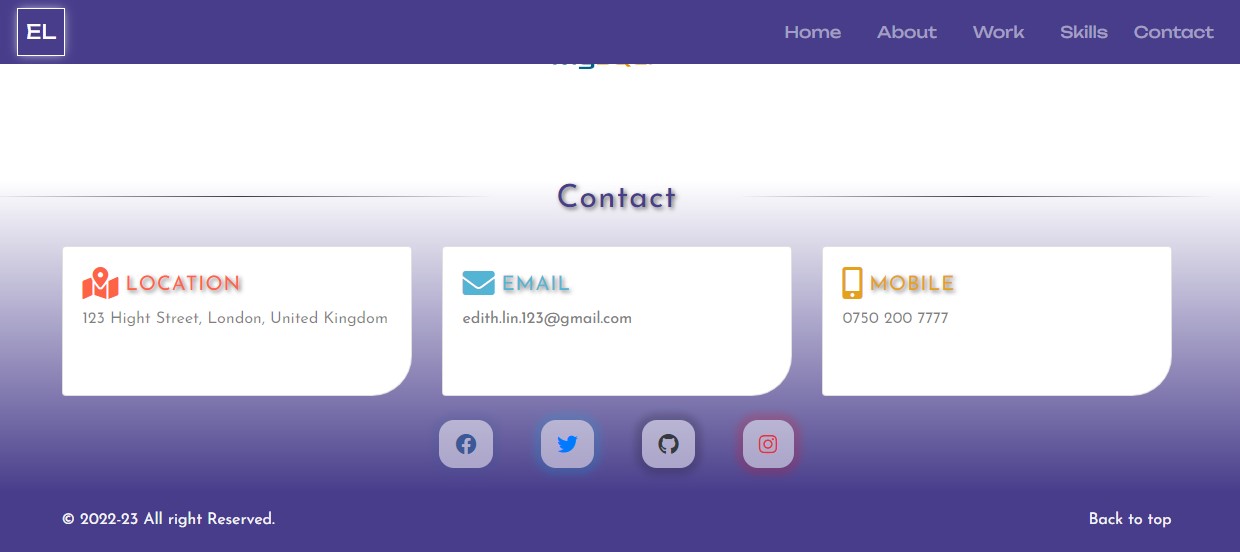 EL
Home About Work Skills Contact
Contact
LOCATION
123 Hight Street, London, United Kingdom
EMAIL
edith.lin.123@gmail.com
MOBILE
0750 200 7777
© 2022-23 All right Reserved.
Back to top